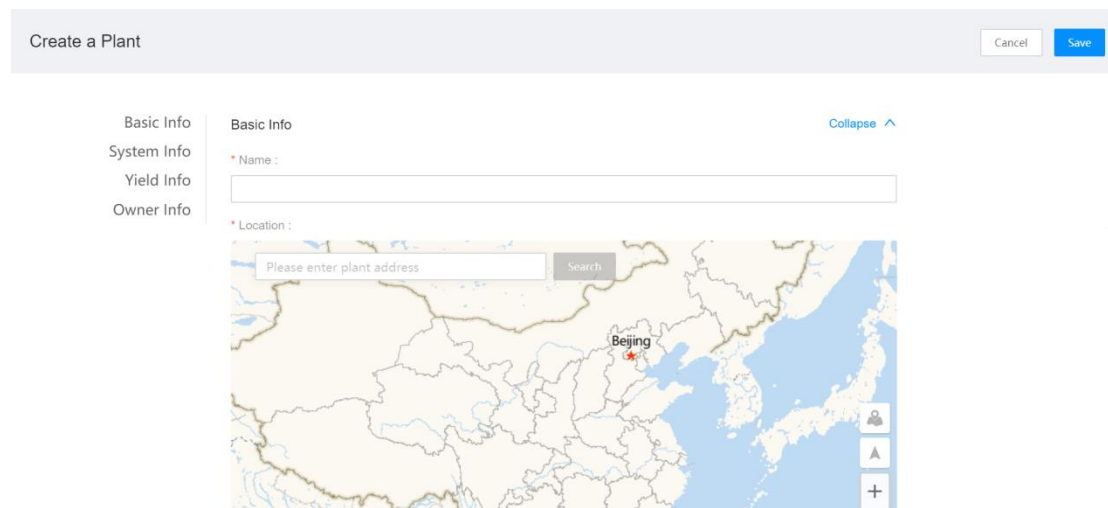 Create a Plant
Cancel
Save
Basic Info
System Info
Yield Info
Owner Info
Basic Info
Collapse
* Name :
* Location :
Please enter plant address
Search
Beijing